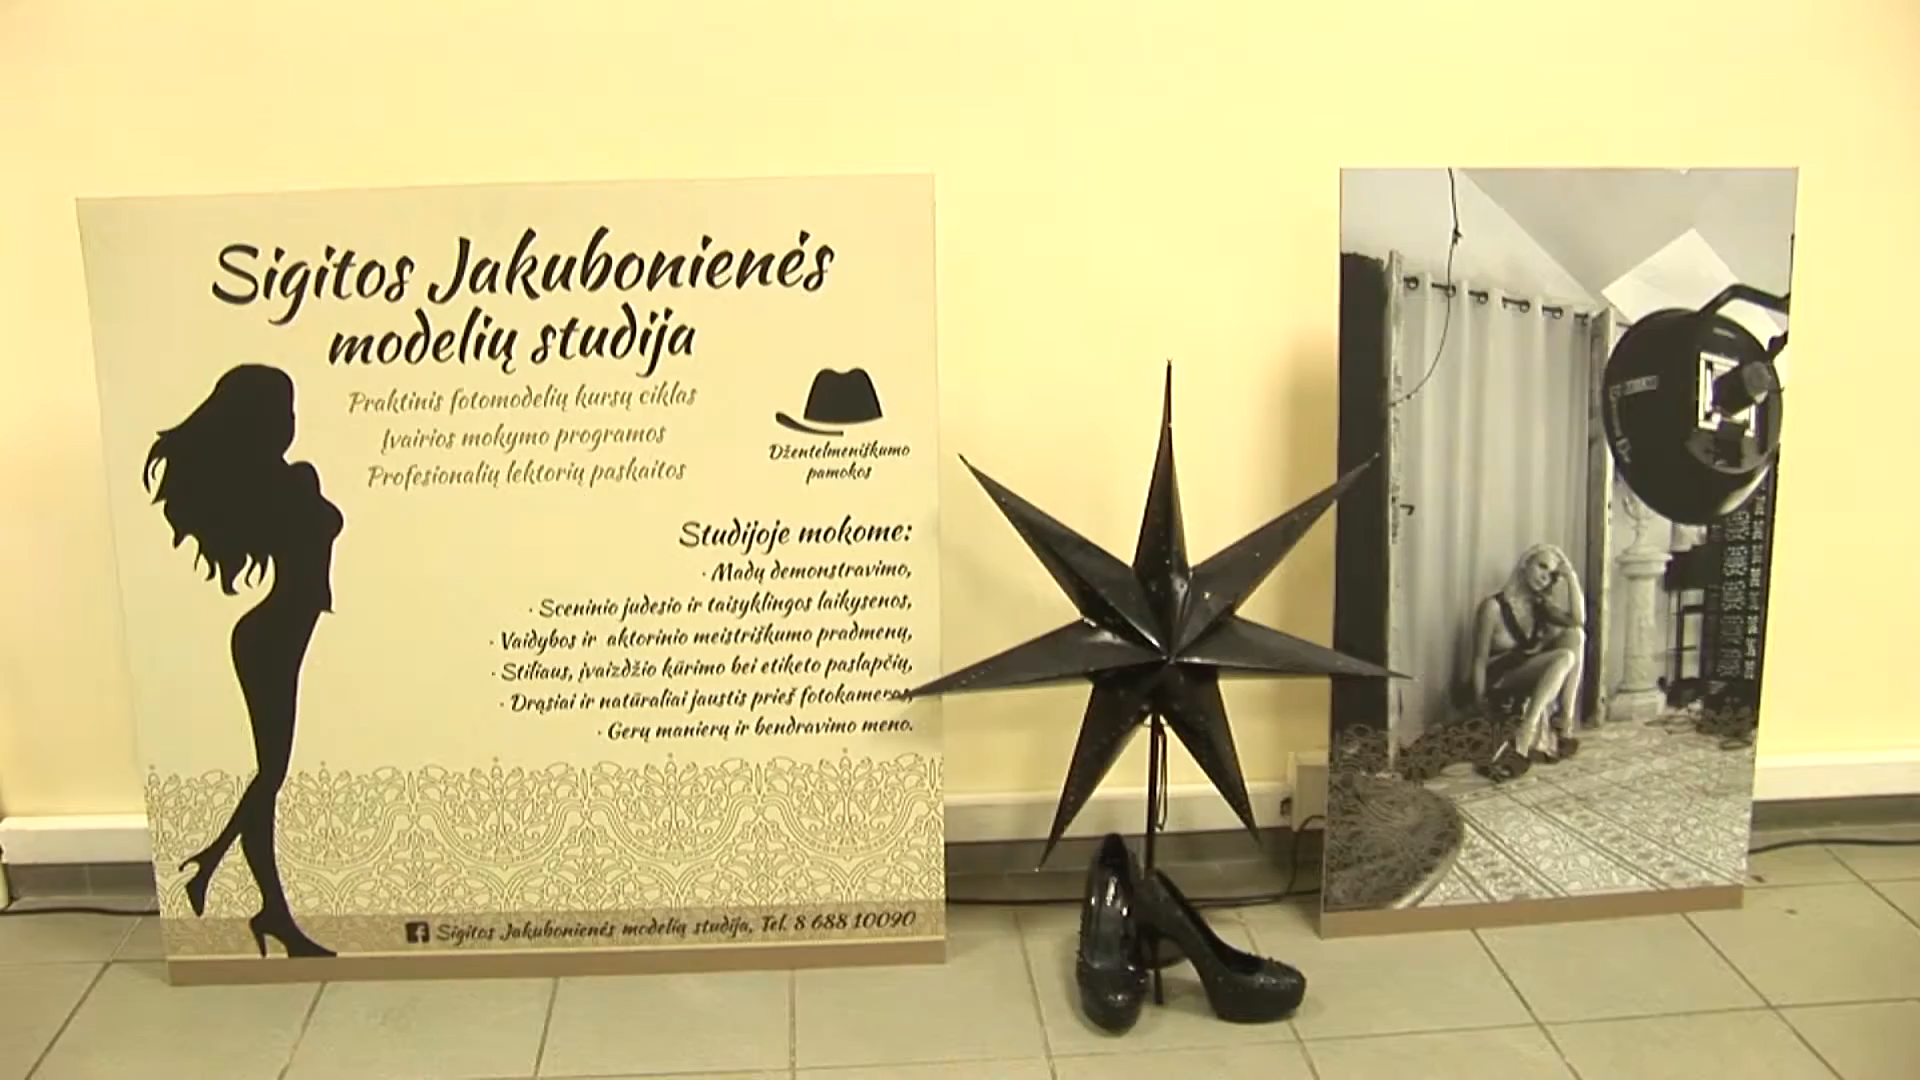 Sigitos Jakubonienės
modelių studija
Praktinis fotomodelių kursų ciklas
Įvairios mokymo programos
Profesionalių lektorių paskaitos
Džentelmeniškumo
pamokos
Studijoje mokome:
· Madų demonstravimo,
· Sceninio judesio ir taisyklingos laikysenos,
· Vaidybos ir aktorinio meistriškumo pradmenų,
· Stiliaus, įvaizdžio kūrimo bei etiketo paslapčių,
· Drąsiai ir natūraliai jaustis prieš fotokameras,
· Gerų manierų ir bendravimo meno.
Sigitos Jakubonienės modelių studija, Tel. 8 688 10090